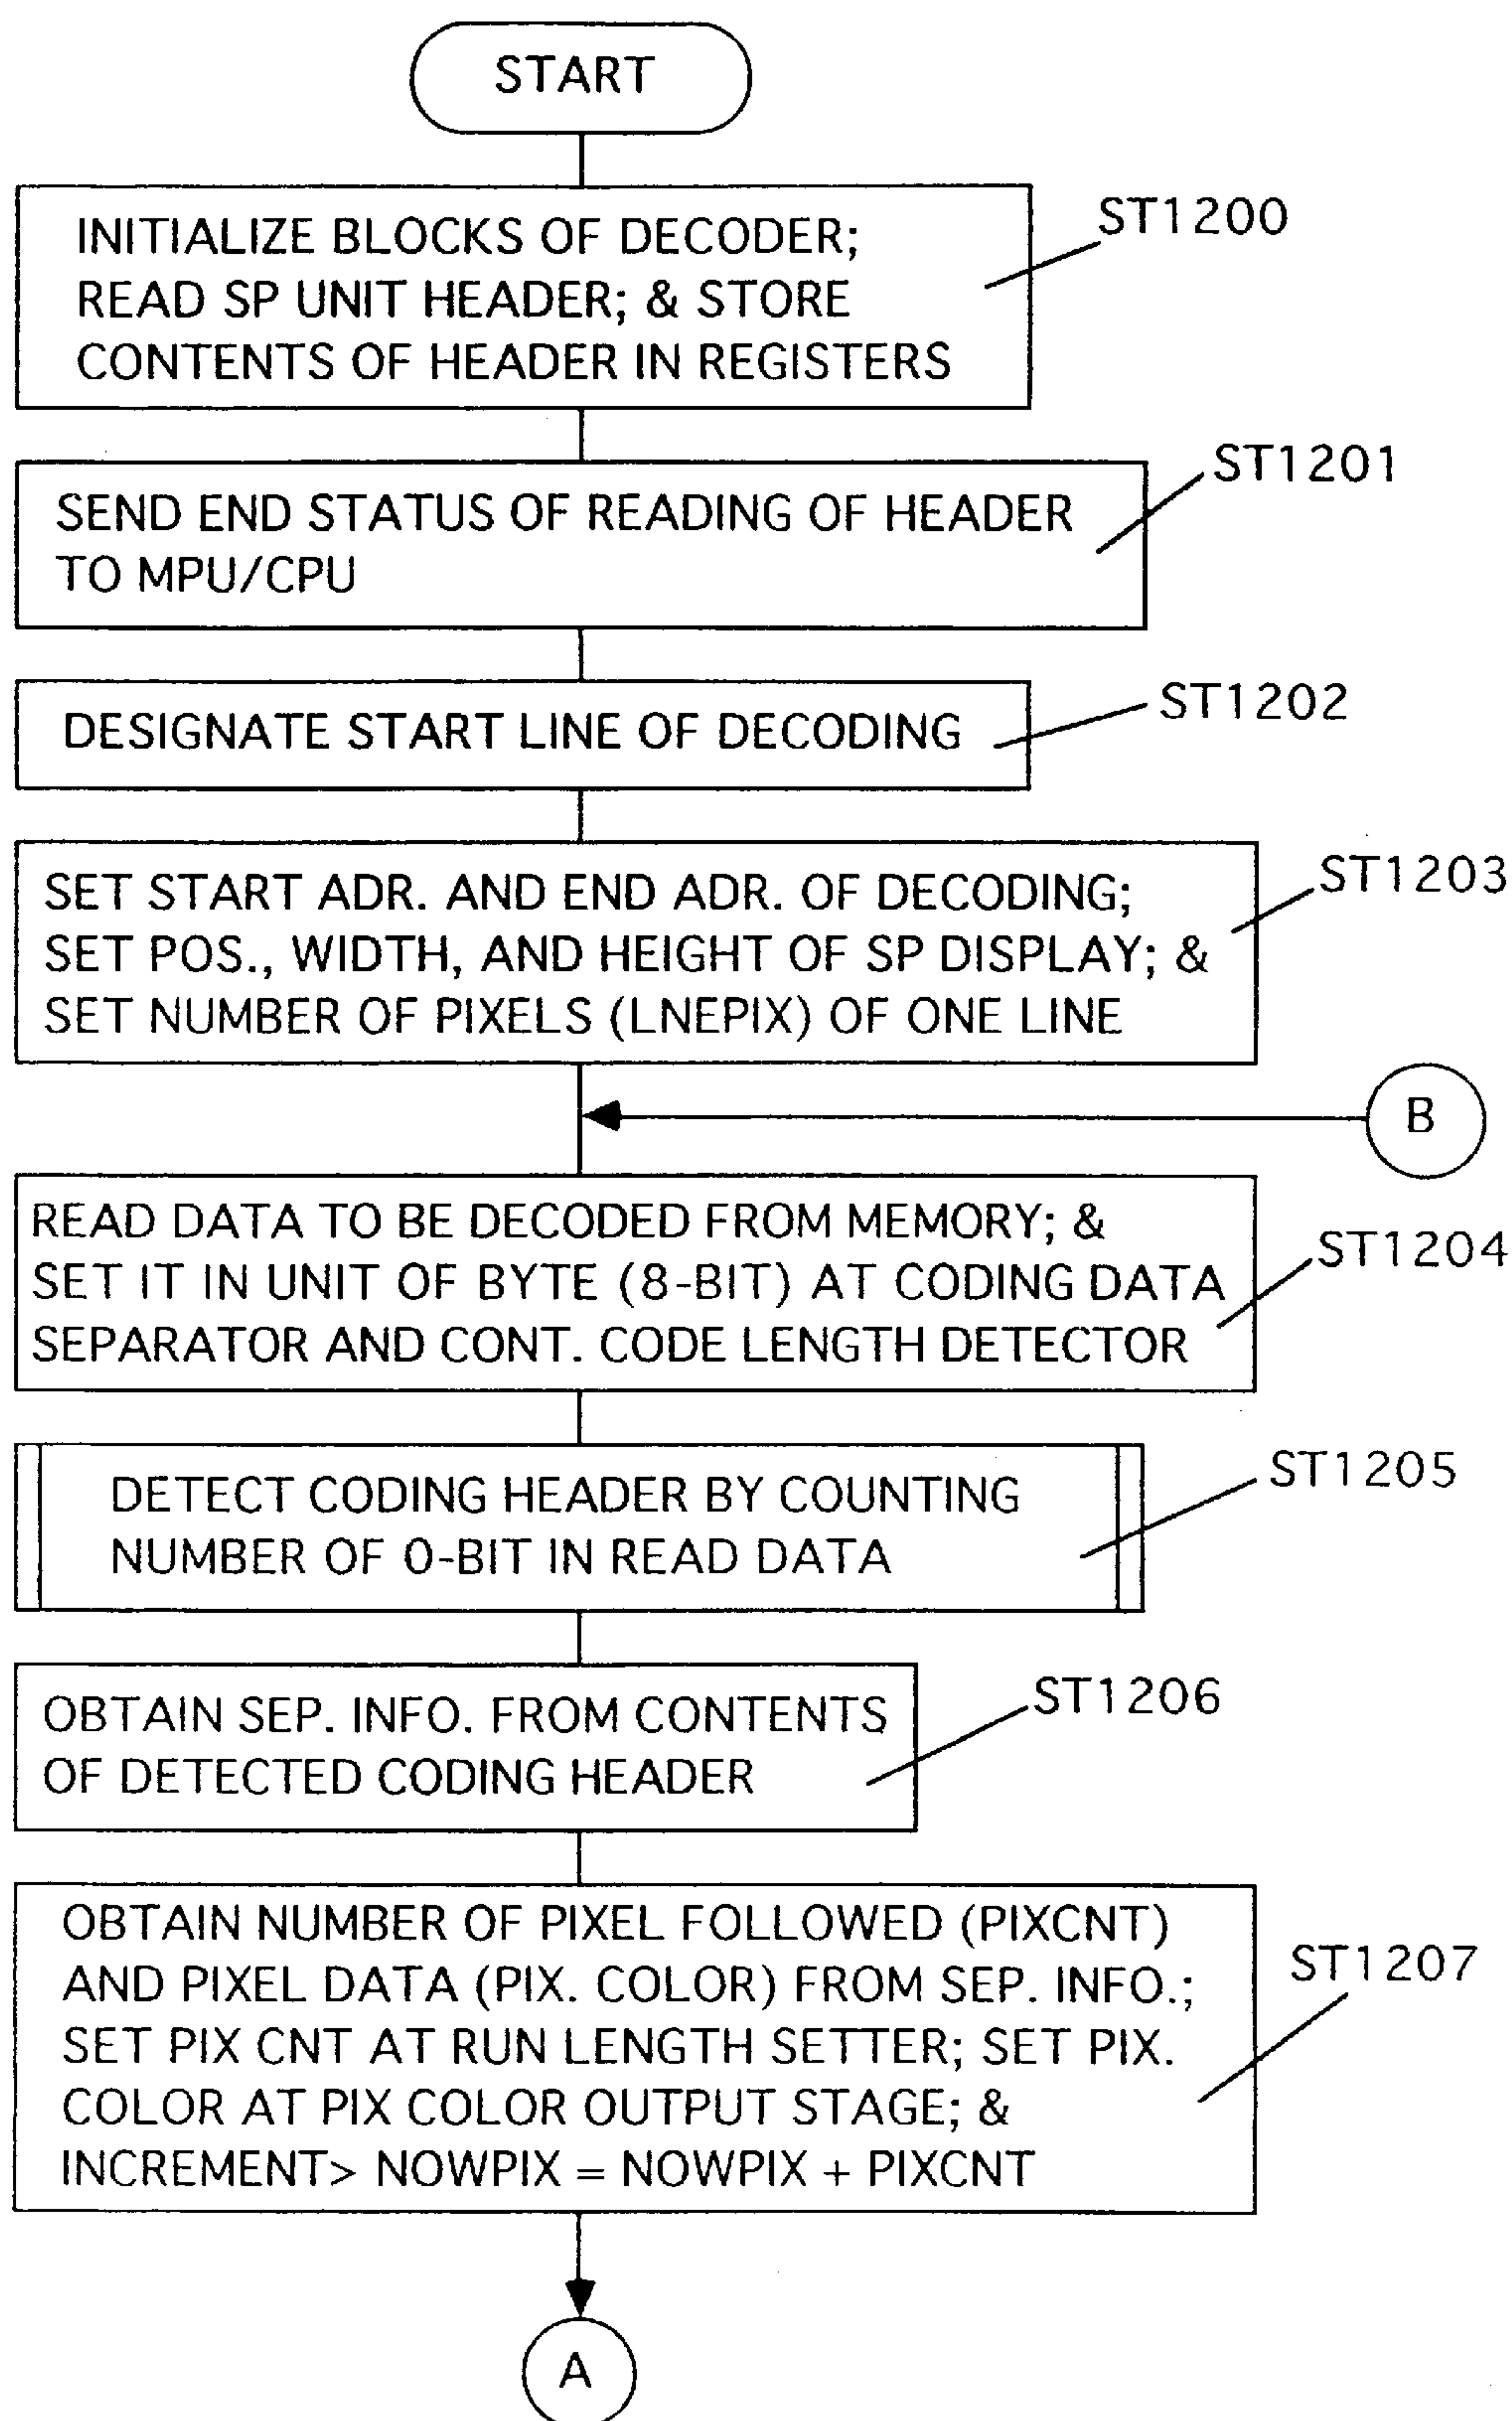 START
INITIALIZE BLOCKS OF DECODER;
READ SP UNIT HEADER; & STORE
CONTENTS OF HEADER IN REGISTERS
ST1200
SEND END STATUS OF READING OF HEADER
TO MPU/CPU
ST1201
DESIGNATE START LINE OF DECODING
ST1202
SET START ADR. AND END ADR. OF DECODING;
SET POS., WIDTH, AND HEIGHT OF SP DISPLAY; &
SET NUMBER OF PIXELS (LNEPIX) OF ONE LINE
ST1203
B
READ DATA TO BE DECODED FROM MEMORY; &
SET IT IN UNIT OF BYTE (8-BIT) AT CODING DATA
SEPARATOR AND CONT. CODE LENGTH DETECTOR
ST1204
DETECT CODING HEADER BY COUNTING
NUMBER OF 0-BIT IN READ DATA
ST1205
OBTAIN SEP. INFO. FROM CONTENTS
OF DETECTED CODING HEADER
ST1206
OBTAIN NUMBER OF PIXEL FOLLOWED (PIXCNT)
AND PIXEL DATA (PIX. COLOR) FROM SEP. INFO.;
SET PIX CNT AT RUN LENGTH SETTER; SET PIX.
COLOR AT PIX COLOR OUTPUT STAGE; &
INCREMENT> NOWPIX = NOWPIX + PIXCNT
ST1207
A